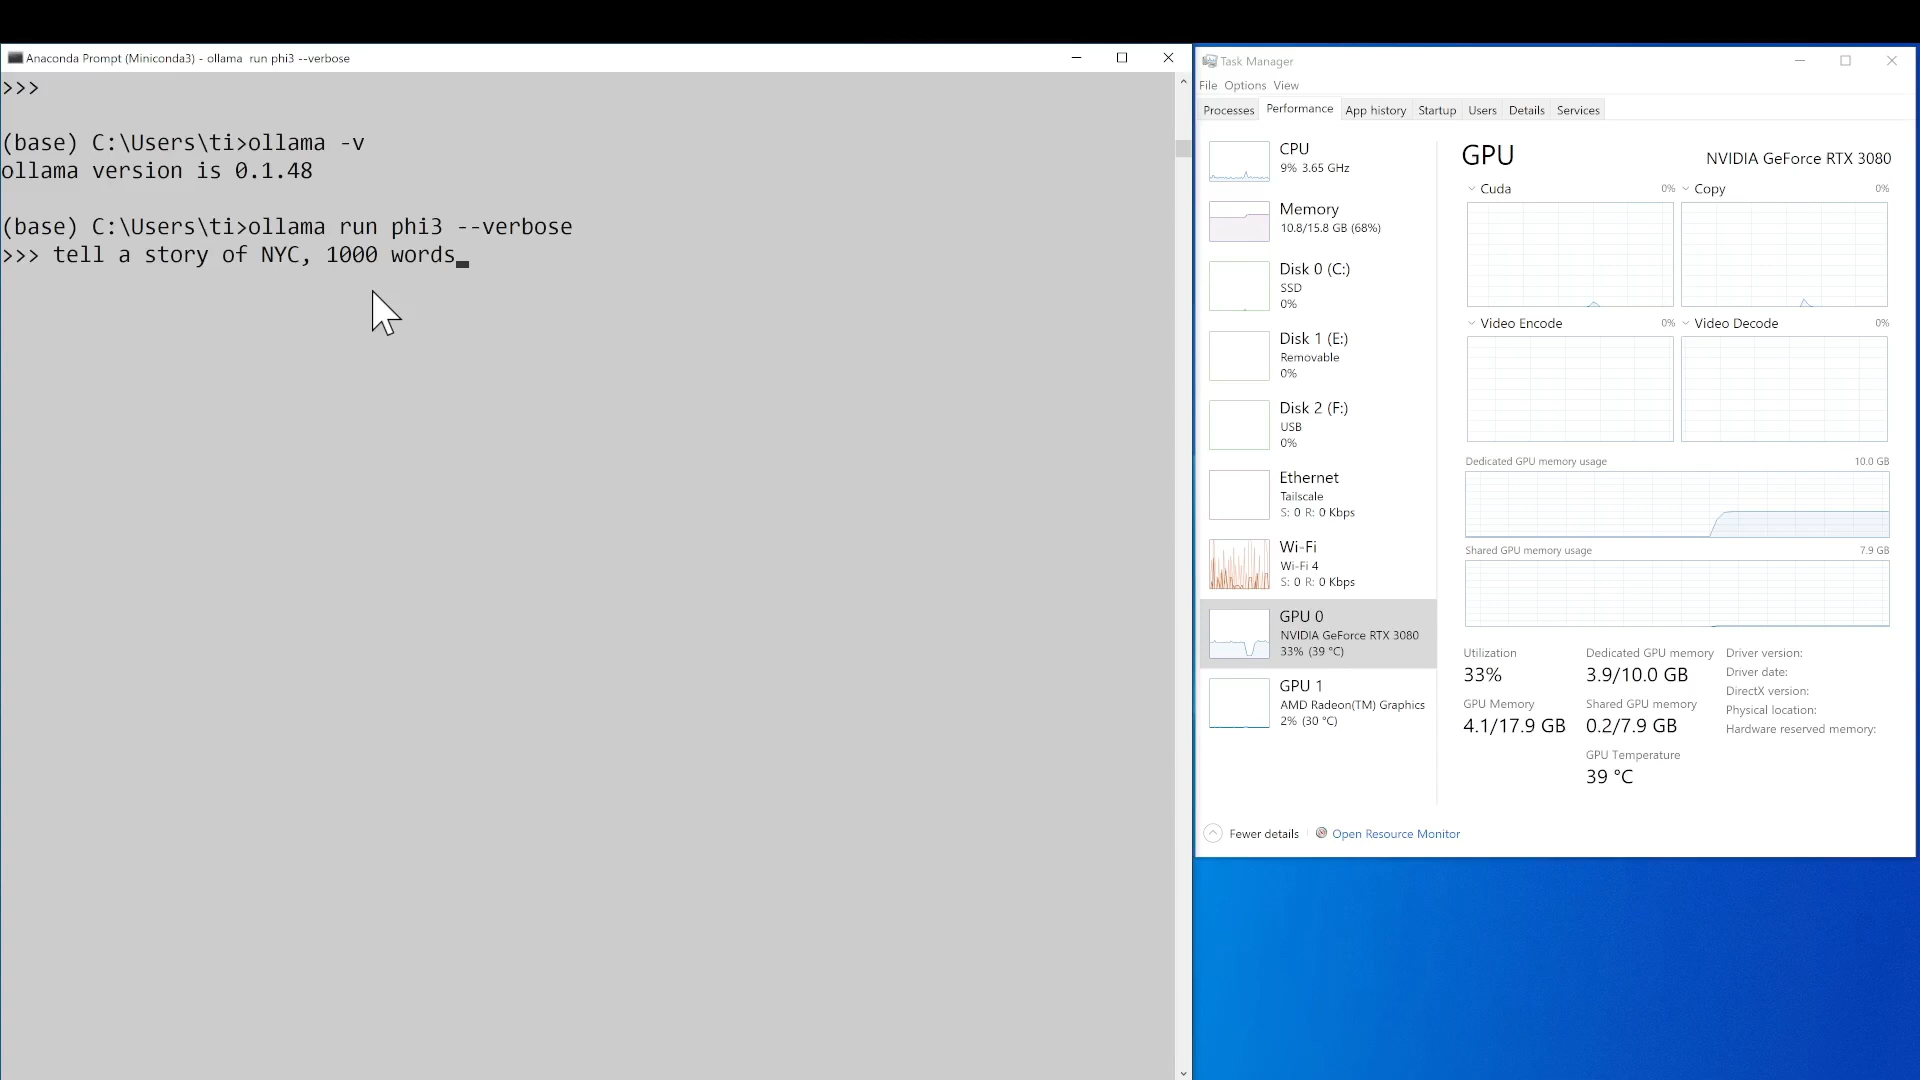 Anaconda Prompt (Miniconda3) - ollama  run phi3 --verbose
>>>
(base) C:\Users\ti>ollama -v
ollama version is 0.1.48
(base) C:\Users\ti>ollama run phi3 --verbose
>>> tell a story of NYC, 1000 words
Task Manager
File Options View
Processes Performance App history Startup Users Details Services
CPU
9% 3.65 GHz
Memory
10.8/15.8 GB (68%)
Disk 0 (C:)
SSD
0%
Disk 1 (E:)
Removable
0%
Disk 2 (F:)
USB
0%
Ethernet
Tailscale
S: 0 R: 0 Kbps
Wi-Fi
Wi-Fi 4
S: 0 R: 0 Kbps
GPU 0
NVIDIA GeForce RTX 3080
33% (39 °C)
GPU 1
AMD Radeon(TM) Graphics
2% (30 °C)
GPU NVIDIA GeForce RTX 3080
Cuda 0% Copy 0%
Video Encode 0% Video Decode 0%
Dedicated GPU memory usage 10.0 GB
Shared GPU memory usage 7.9 GB
Utilization
33%
GPU Memory
4.1/17.9 GB
Dedicated GPU memory
3.9/10.0 GB
Shared GPU memory
0.2/7.9 GB
GPU Temperature
39 °C
Driver version:
Driver date:
DirectX version:
Physical location:
Hardware reserved memory:
Fewer details Open Resource Monitor